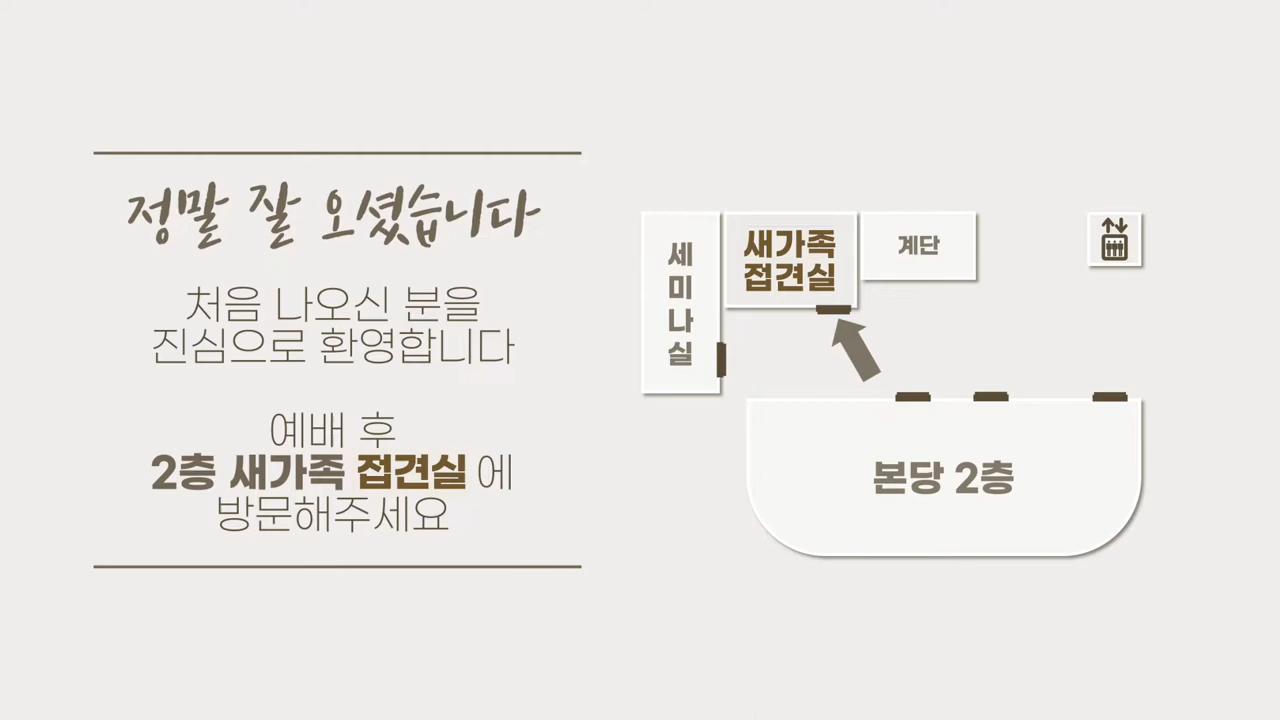 정말 잘 오셨습니다
처음 나오신 분을
진심으로 환영합니다
예배 후
2층 새가족 접견실에
방문해주세요
세미나실
새가족
접견실
계단
본당 2층